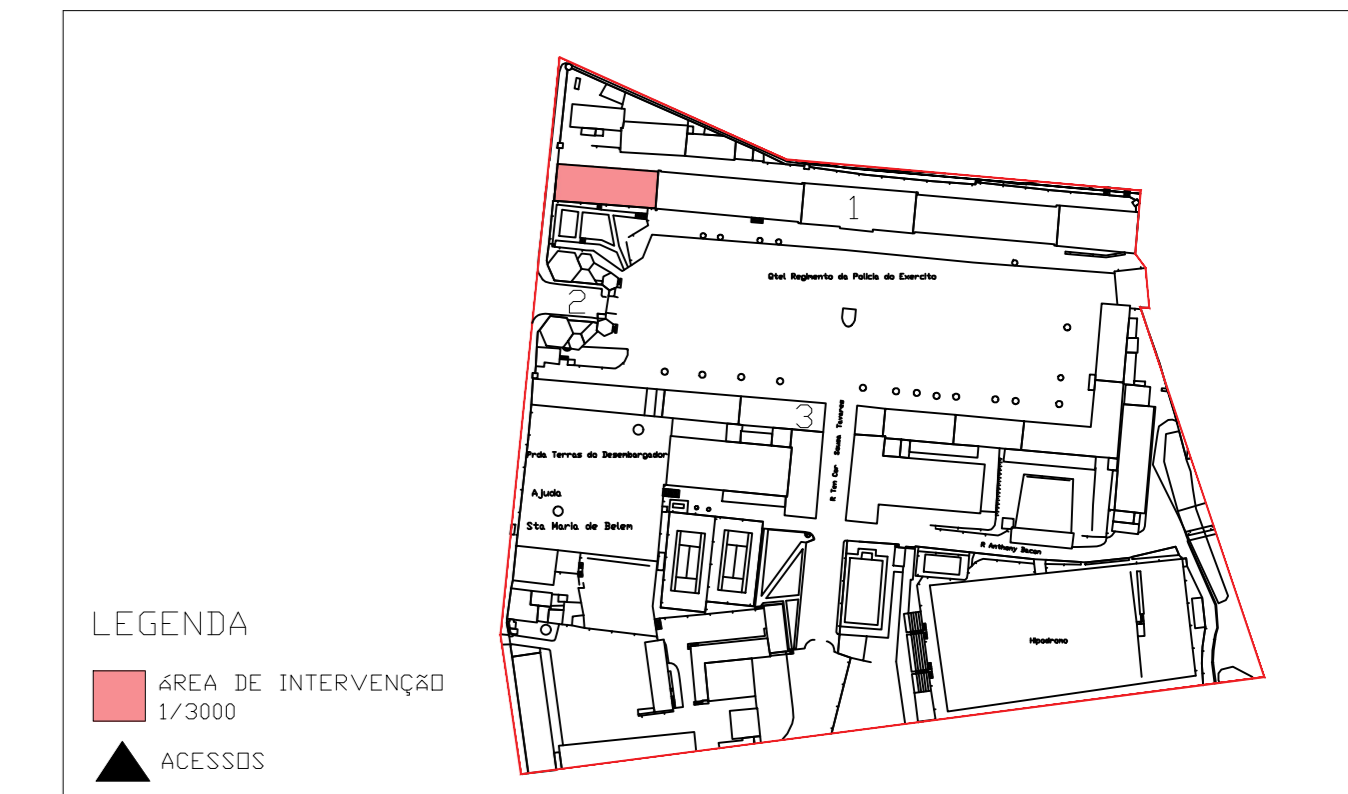 1
Qtel Regimento da Policia do Exercito
2
3
R Ten Cor Sousa Tavares
Prda Terras do Desembargador
Ajuda
Sta Maria de Belem
R Anthony Bacon
Hipodromo
LEGENDA
ÁREA DE INTERVENÇÃO
1/3000
ACESSOS